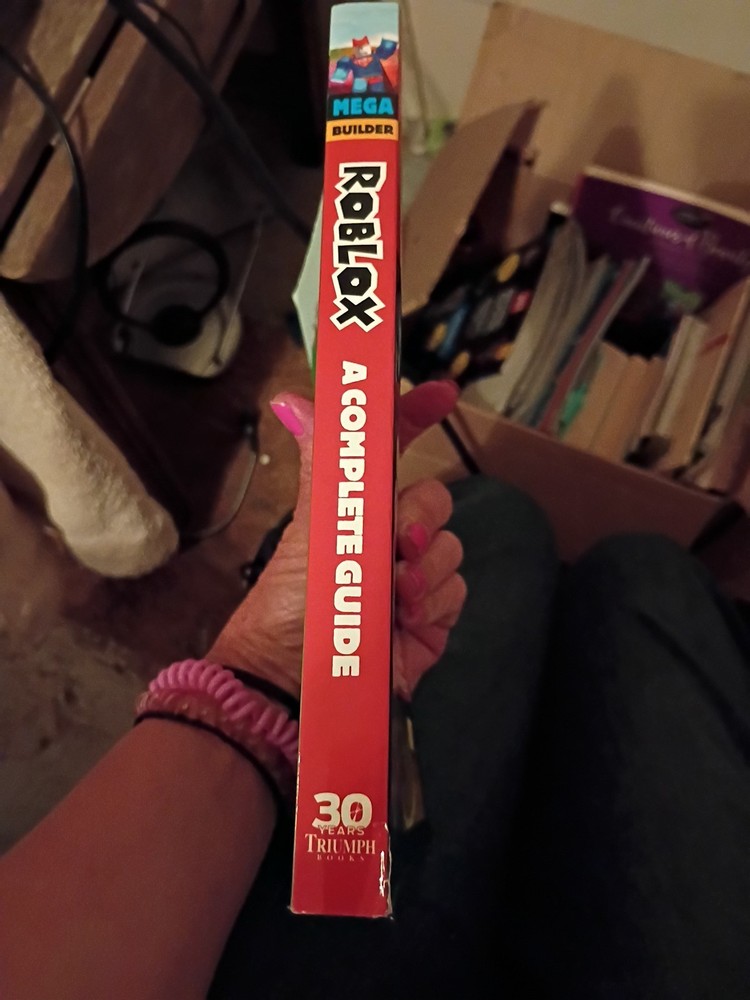 MEGA
BUILDER
ROBLOX
A COMPLETE GUIDE
30
YEARS
TRIUMPH
BOOKS